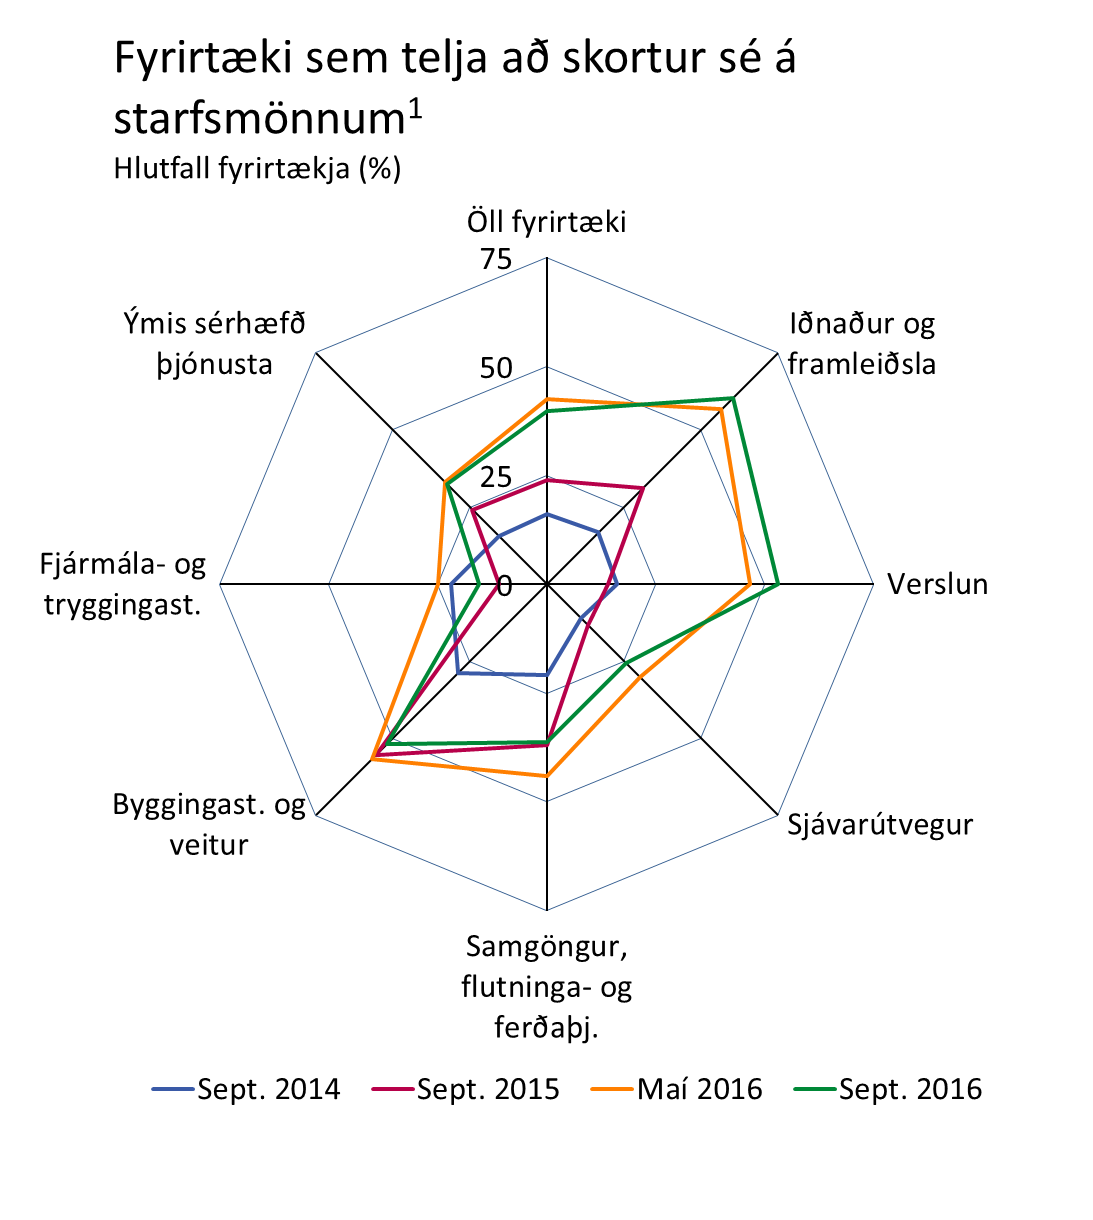 Fyrirtæki sem telja að skortur sé á
starfsmönnum¹
Hlutfall fyrirtækja (%)
Öll fyrirtæki
75
Ýmis sérhæfð
þjónusta
Iðnaður og
framleiðsla
50
25
Fjármála- og
tryggingast.
0
Verslun
Byggingast. og
veitur
Sjávarútvegur
Samgöngur,
flutninga- og
ferðaþj.
Sept. 2014
Sept. 2015
Maí 2016
Sept. 2016